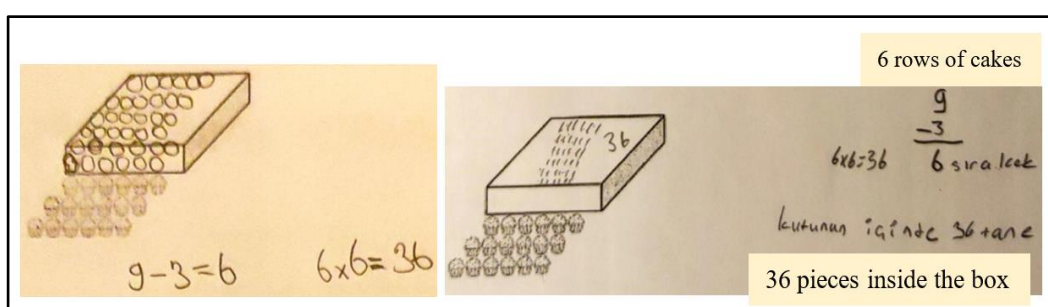 9-3=6
6x6=36
6 rows of cakes
36
9
-3
6x6=36
6 sıra kek
kutunun içinde 36 tane
36 pieces inside the box